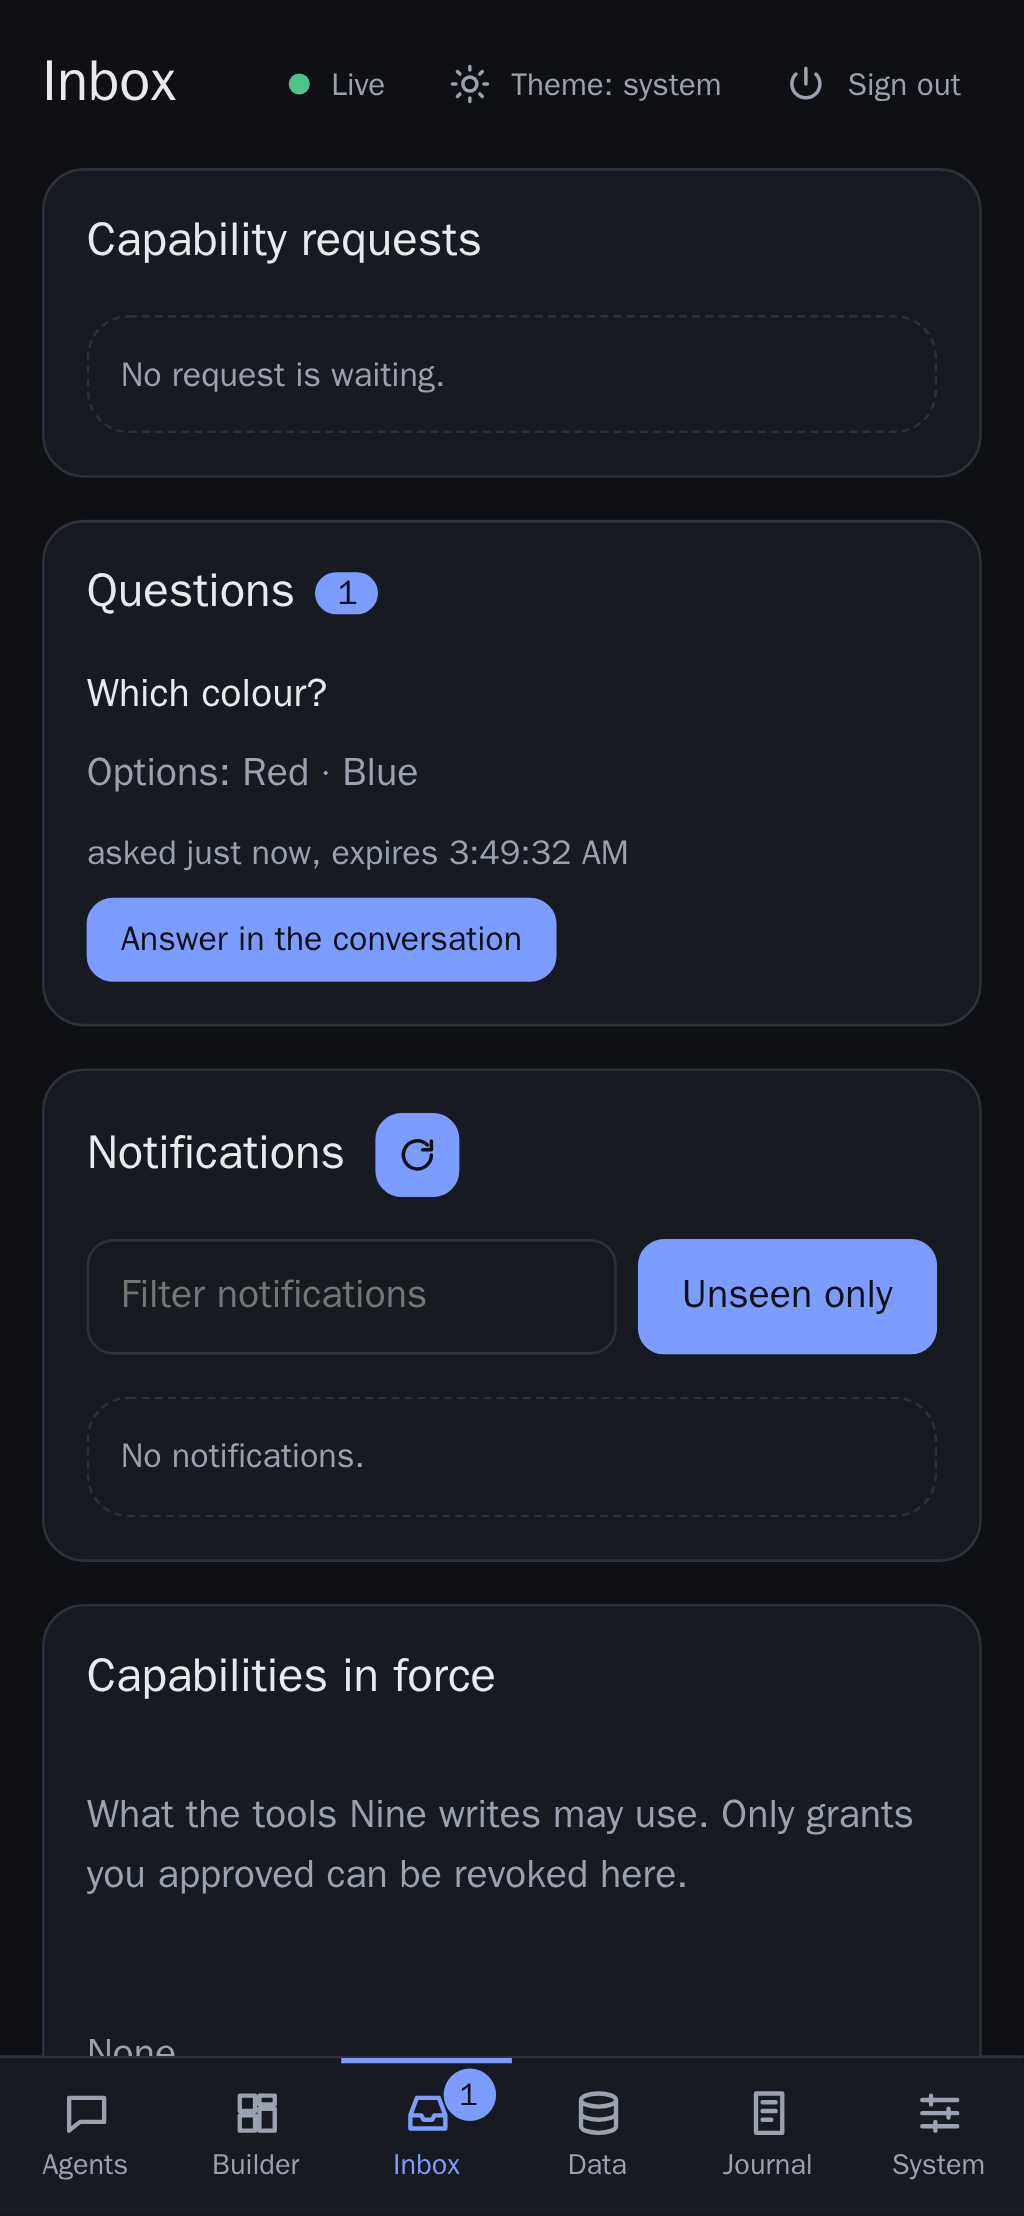 Inbox
Live
Theme: system
Sign out
Capability requests
No request is waiting.
Questions 1
Which colour?
Options: Red · Blue
asked just now, expires 3:49:32 AM
Answer in the conversation
Notifications
Filter notifications
Unseen only
No notifications.
Capabilities in force
What the tools Nine writes may use. Only grants
you approved can be revoked here.
None
1
Agents
Builder
Inbox
Data
Journal
System